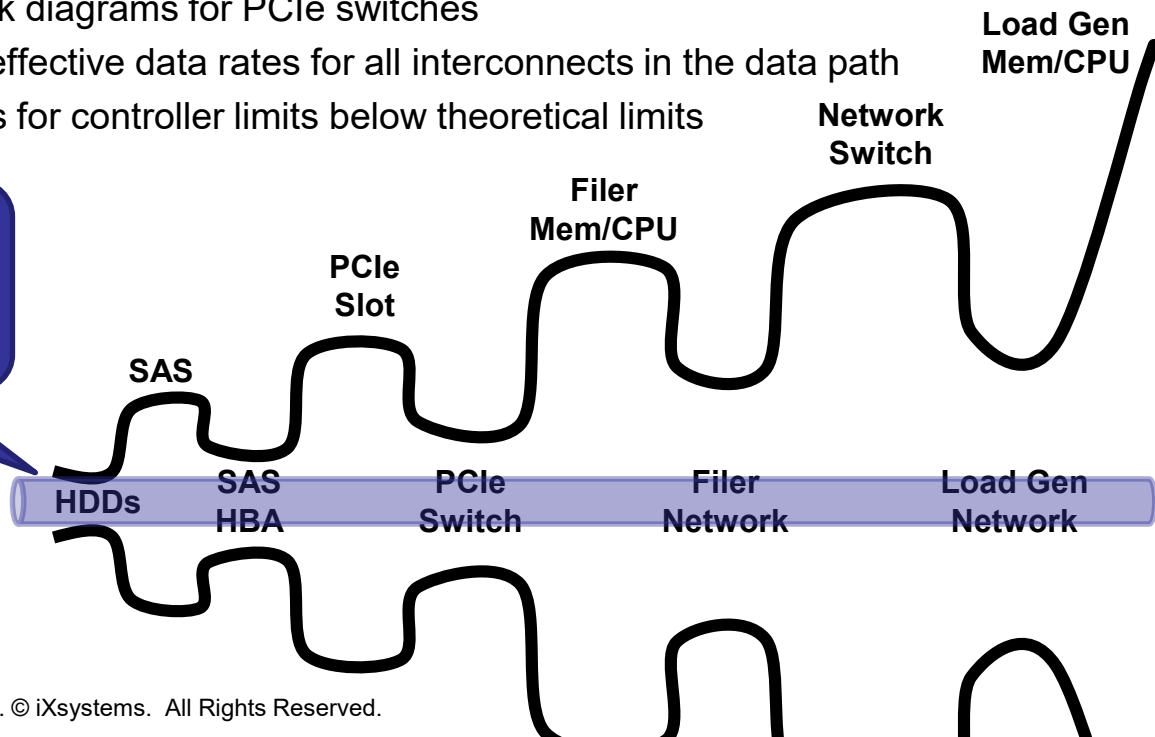 diagrams for PCIe switches
effective data rates for all interconnects in the data path
for controller limits below theoretical limits
Load Gen
Mem/CPU
Network
Switch
Filer
Mem/CPU
PCIe
Slot
SAS
HDDs
SAS
HBA
PCIe
Switch
Filer
Network
Load Gen
Network
. © iXsystems. All Rights Reserved.